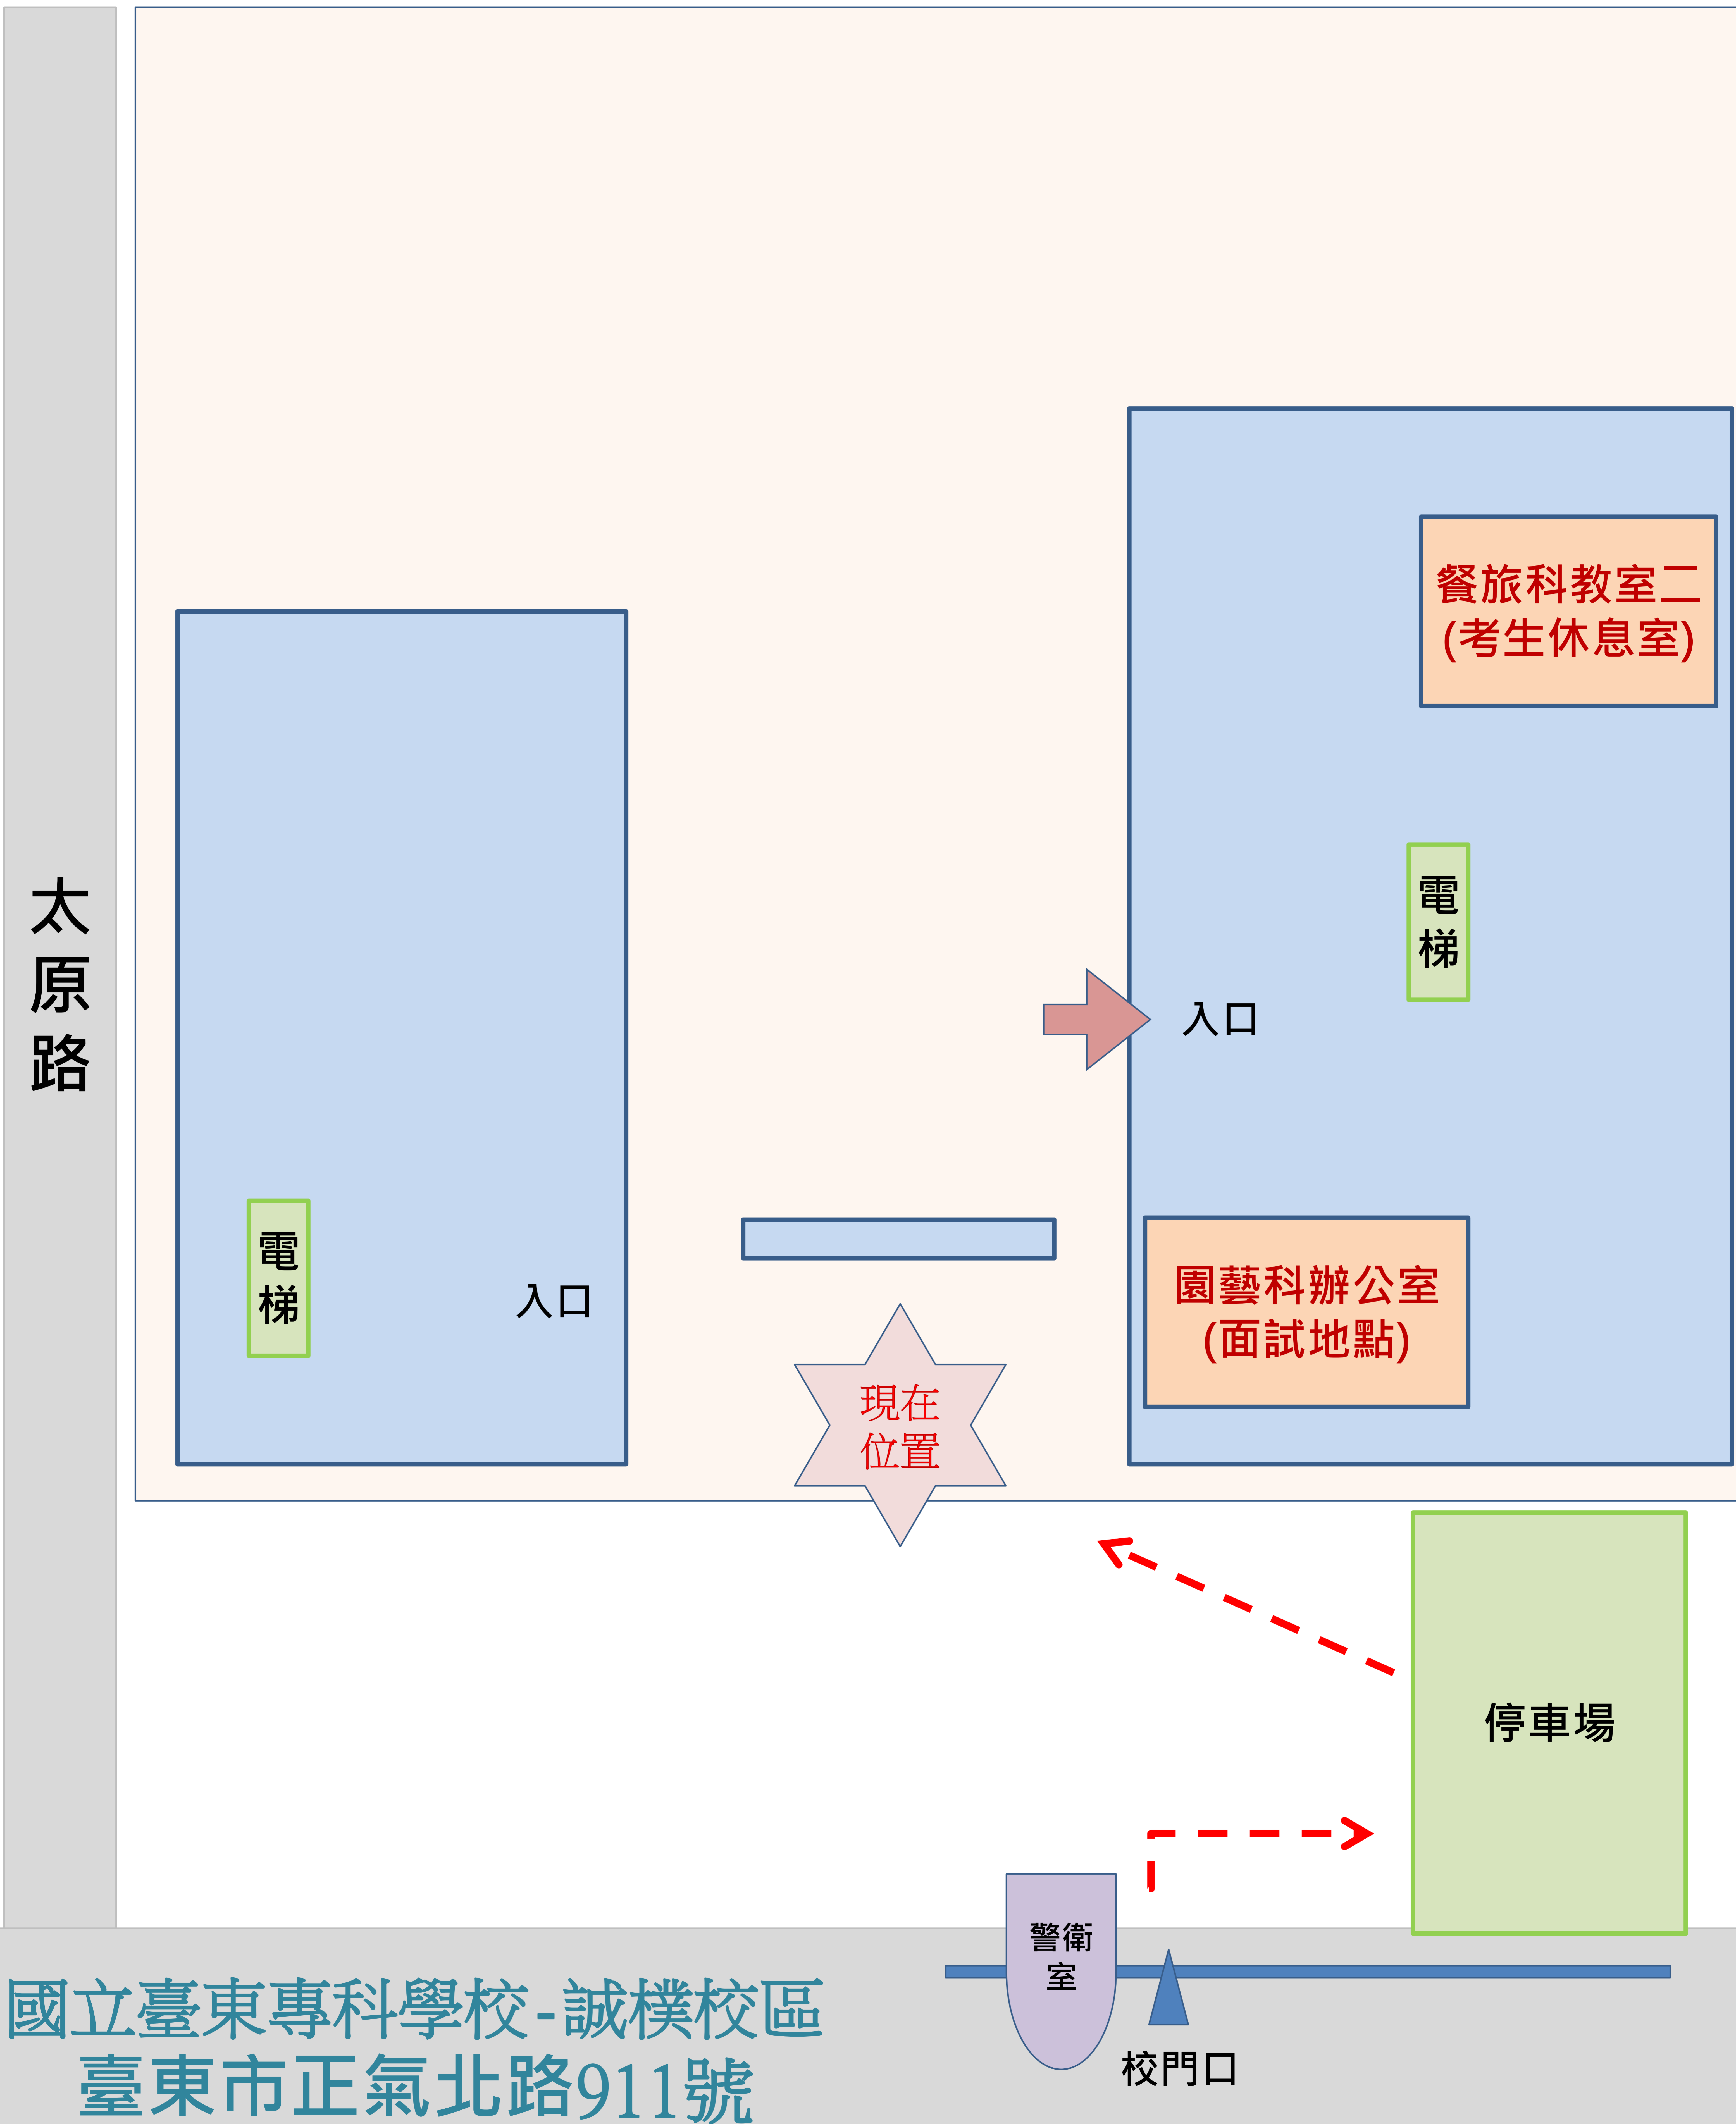 餐旅科教室二
(考生休息室)
太原路
電梯
入口
電梯
入口
園藝科辦公室
(面試地點)
現在
位置
停車場
警衛
室
校門口
國立臺東專科學校-誠樸校區
臺東市正氣北路911號